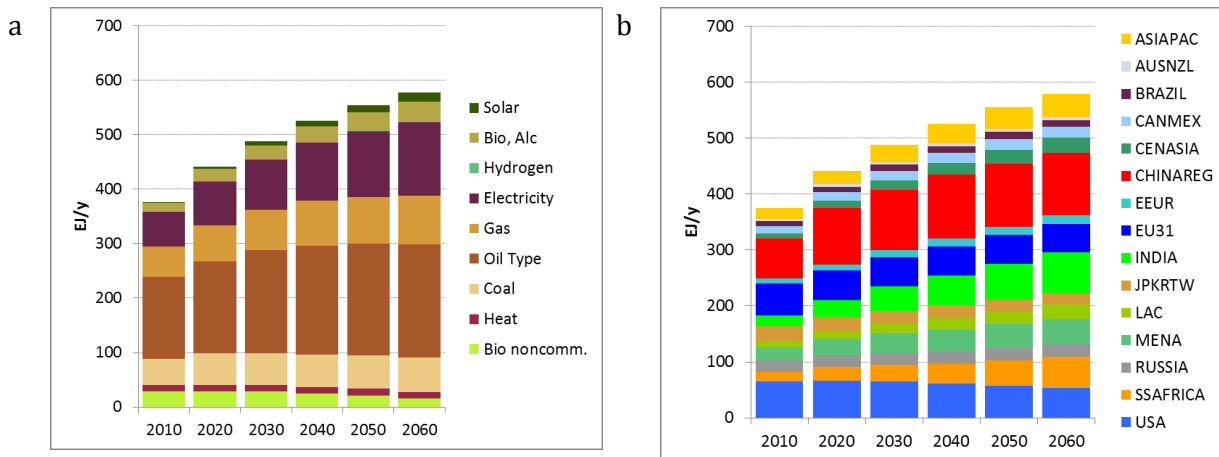 a
EJ/y
700
600
500
400
300
200
100
0
2010 2020 2030 2040 2050 2060
Solar
Bio, Alc
Hydrogen
Electricity
Gas
Oil Type
Coal
Heat
Bio noncomm.
b
EJ/y
700
600
500
400
300
200
100
0
2010 2020 2030 2040 2050 2060
ASIAPAC
AUSNZL
BRAZIL
CANMEX
CENASIA
CHINAREG
EEUR
EU31
INDIA
JPKRTW
LAC
MENA
RUSSIA
SSAFRICA
USA